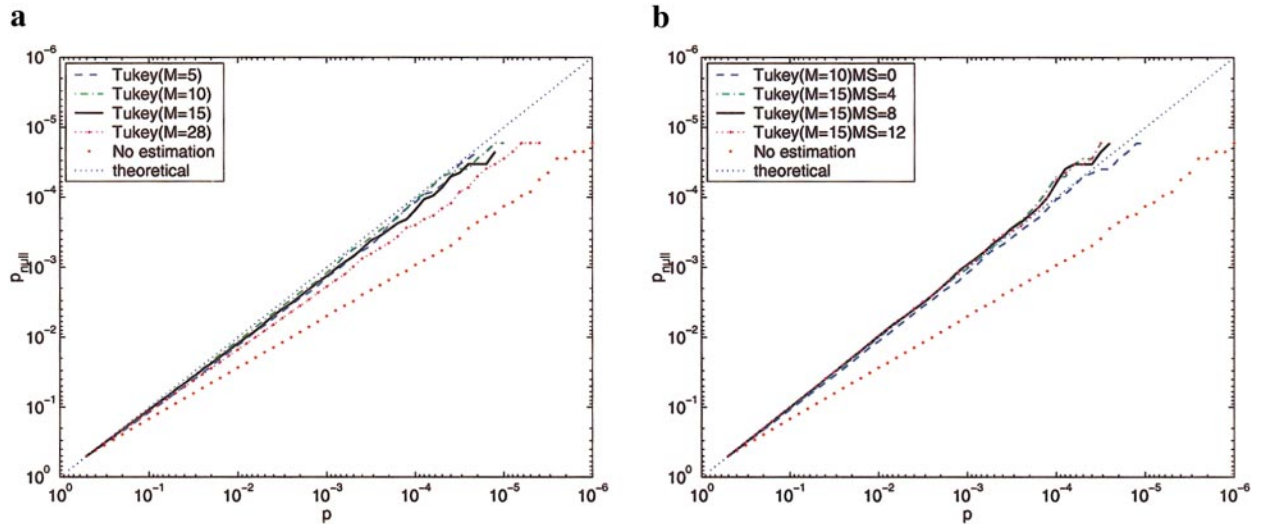 a
10^-6
10^-5
10^-4
10^-3
10^-2
10^-1
10^0
p_null
Tukey(M=5)
Tukey(M=10)
Tukey(M=15)
Tukey(M=28)
No estimation
theoretical
10^0 10^-1 10^-2 10^-3 10^-4 10^-5 10^-6
p
b
10^-6
10^-5
10^-4
10^-3
10^-2
10^-1
10^0
p_null
Tukey(M=10)MS=0
Tukey(M=15)MS=4
Tukey(M=15)MS=8
Tukey(M=15)MS=12
No estimation
theoretical
10^0 10^-1 10^-2 10^-3 10^-4 10^-5 10^-6
p